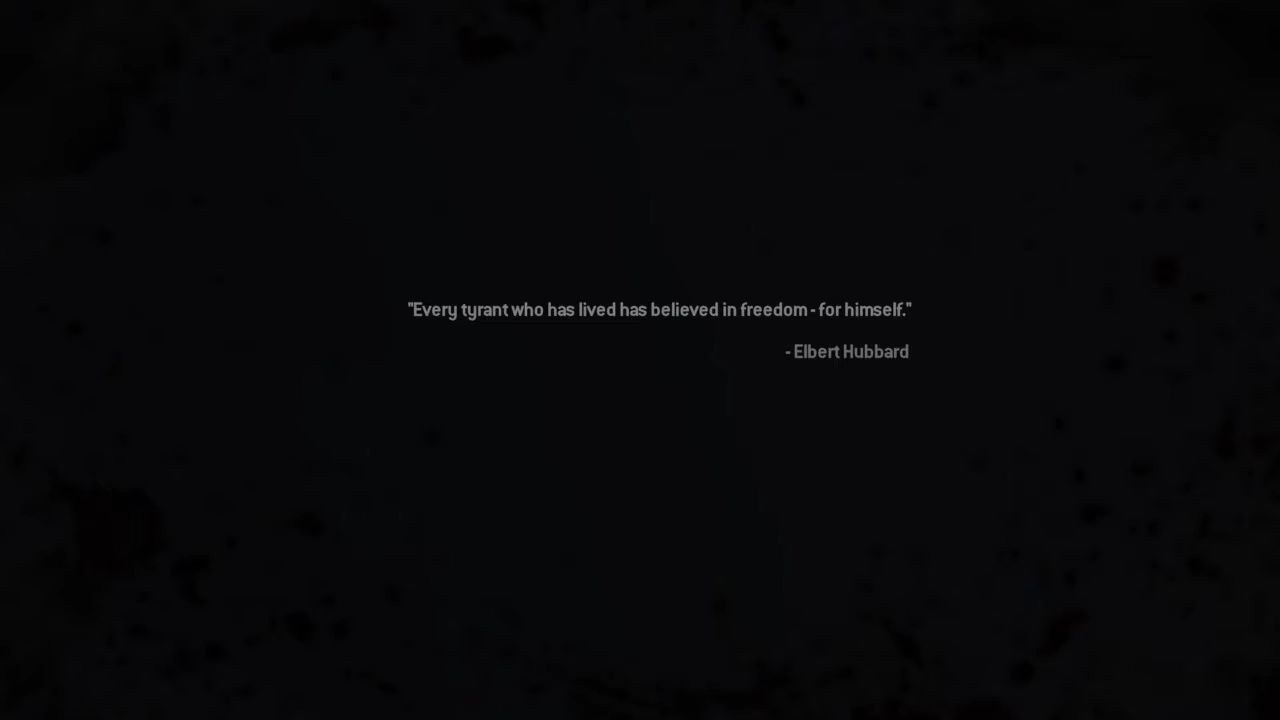 "Every tyrant who has lived has believed in freedom - for himself."
- Elbert Hubbard